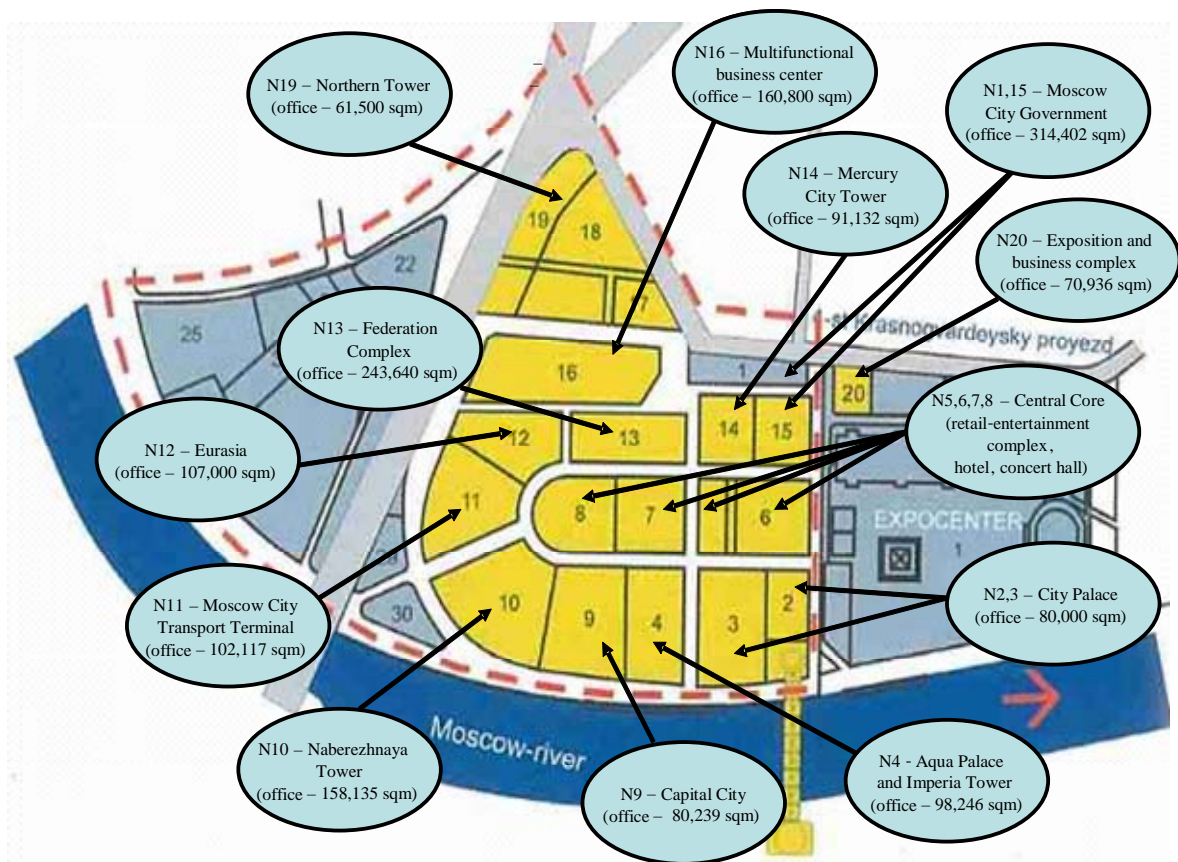 N19 – Northern Tower
(office – 61,500 sqm)
N16 – Multifunctional
business center
(office – 160,800 sqm)
N1,15 – Moscow
City Government
(office – 314,402 sqm)
N14 – Mercury
City Tower
(office – 91,132 sqm)
N20 – Exposition and
business complex
(office – 70,936 sqm)
N13 – Federation
Complex
(office – 243,640 sqm)
N5,6,7,8 – Central Core
(retail-entertainment
complex,
hotel, concert hall)
N12 – Eurasia
(office – 107,000 sqm)
N11 – Moscow City
Transport Terminal
(office – 102,117 sqm)
N2,3 – City Palace
(office – 80,000 sqm)
N10 – Naberezhnaya
Tower
(office – 158,135 sqm)
N9 – Capital City
(office – 80,239 sqm)
N4 - Aqua Palace
and Imperia Tower
(office – 98,246 sqm)
19
18
22
25
-st Krasnogvardeysky proyezd
16
1
20
12
13
14
15
11
8
7
6
EXPOCENTER
1
10
9
4
3
2
30
Moscow-river